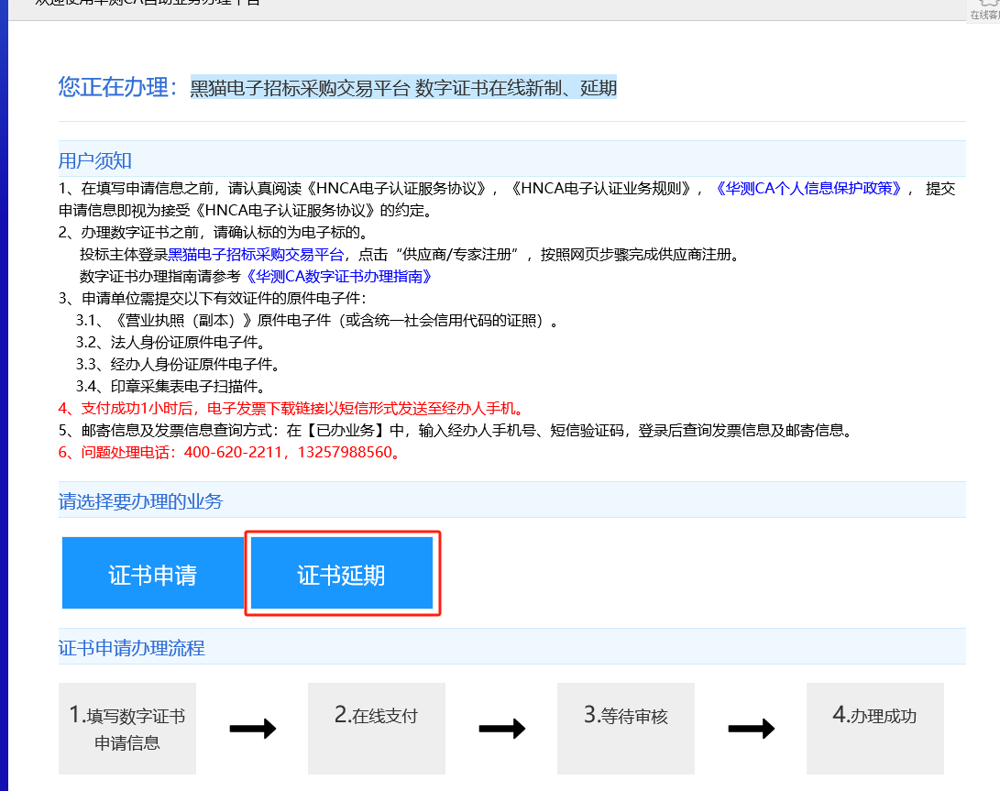 欢迎使用华测CA自助业务办理平台
在线客服
您正在办理：黑猫电子招标采购交易平台 数字证书在线新制、延期
用户须知
1、在填写申请信息之前，请认真阅读《HNCA电子认证服务协议》，《HNCA电子认证业务规则》，《华测CA个人信息保护政策》， 提交
申请信息即视为接受《HNCA电子认证服务协议》的约定。
2、办理数字证书之前，请确认标的为电子标的。
投标主体登录黑猫电子招标采购交易平台，点击“供应商/专家注册”，按照网页步骤完成供应商注册。
数字证书办理指南请参考《华测CA数字证书办理指南》
3、申请单位需提交以下有效证件的原件电子件：
3.1、《营业执照（副本）》原件电子件（或含统一社会信用代码的证照）。
3.2、法人身份证原件电子件。
3.3、经办人身份证原件电子件。
3.4、印章采集表电子扫描件。
4、支付成功1小时后，电子发票下载链接以短信形式发送至经办人手机。
5、邮寄信息及发票信息查询方式：在【已办业务】中，输入经办人手机号、短信验证码，登录后查询发票信息及邮寄信息。
6、问题处理电话：400-620-2211，13257988560。
请选择要办理的业务
证书申请 证书延期
证书申请办理流程
1.填写数字证书
申请信息
2.在线支付
3.等待审核
4.办理成功